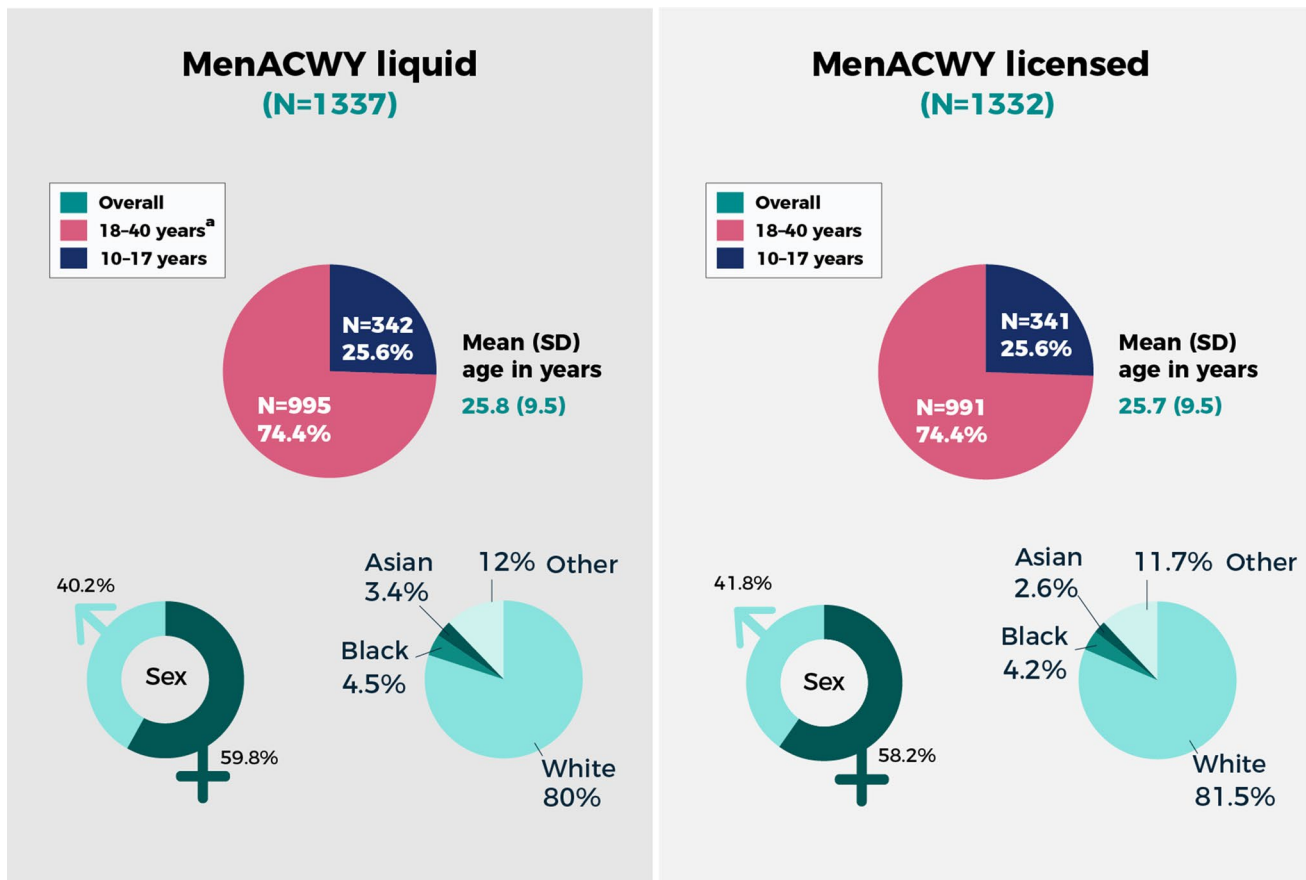 MenACWY liquid
(N=1337)
Overall
18–40 yearsª
10–17 years
N=342
25.6%
N=995
74.4%
Mean (SD)
age in years
25.8 (9.5)
40.2%
Sex
59.8%
Asian
3.4%
12% Other
Black
4.5%
White
80%
MenACWY licensed
(N=1332)
Overall
18–40 years
10–17 years
N=341
25.6%
N=991
74.4%
Mean (SD)
age in years
25.7 (9.5)
41.8%
Sex
58.2%
Asian
2.6%
11.7% Other
Black
4.2%
White
81.5%